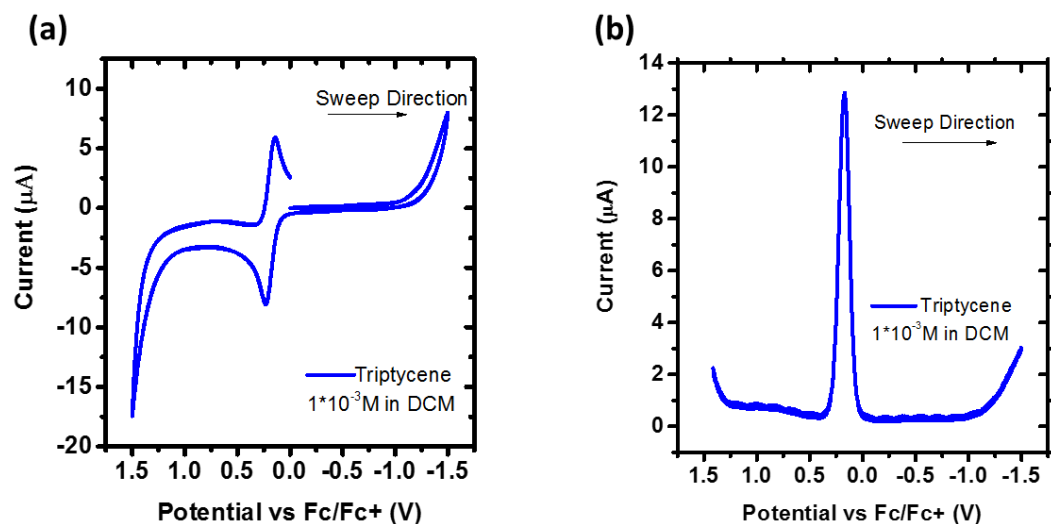 (a)
10
5
0
-5
-10
-15
-20
Current (μA)
Sweep Direction
Triptycene
1*10-3M in DCM
1.5 1.0 0.5 0.0 -0.5 -1.0 -1.5
Potential vs Fc/Fc+ (V)
(b)
14
12
10
8
6
4
2
0
Current (μA)
Sweep Direction
Triptycene
1*10-3M in DCM
1.5 1.0 0.5 0.0 -0.5 -1.0 -1.5
Potential vs Fc/Fc+ (V)